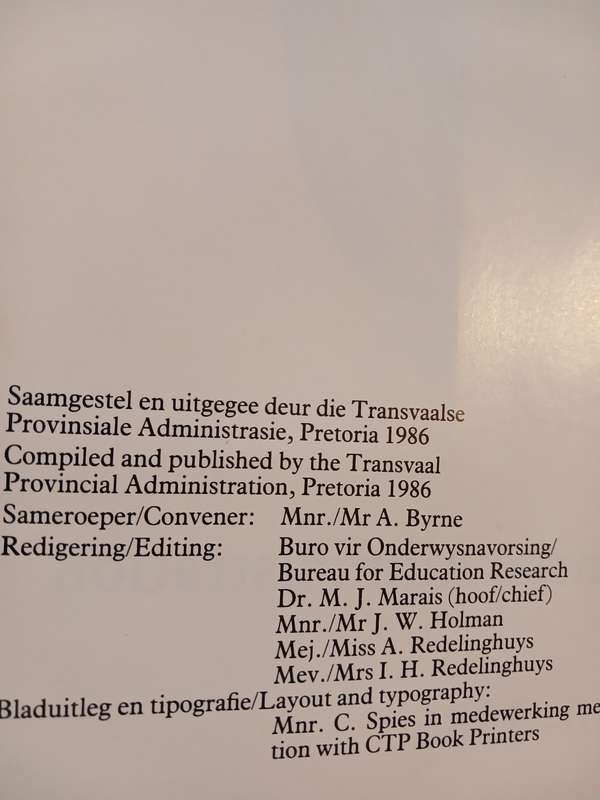 Saamgestel en uitgegee deur die Transvaalse
Provinsiale Administrasie, Pretoria 1986
Compiled and published by the Transvaal
Provincial Administration, Pretoria 1986
Sameroeper/Convener: Mnr./Mr A. Byrne
Redigering/Editing: Buro vir Onderwysnavorsing/
Bureau for Education Research
Dr. M. J. Marais (hoof/chief)
Mnr./Mr J. W. Holman
Mej./Miss A. Redelinghuys
Mev./Mrs I. H. Redelinghuys
Bladuitleg en tipografie/Layout and typography:
Mnr. C. Spies in medewerking me
tion with CTP Book Printers